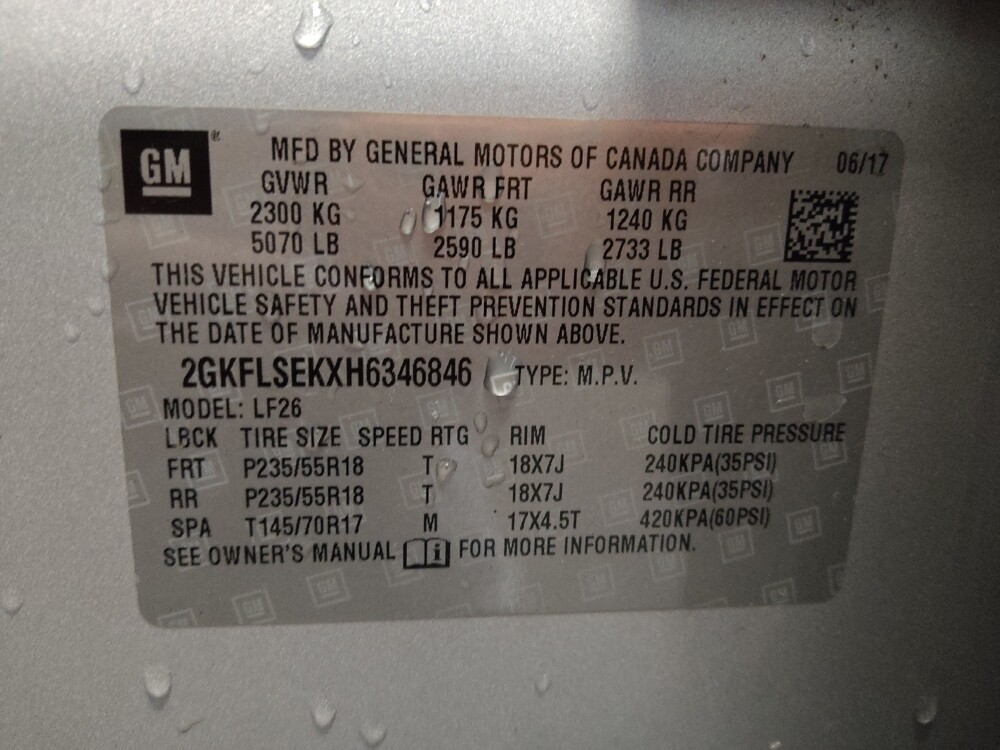 GM ®
MFD BY GENERAL MOTORS OF CANADA COMPANY 06/17
GVWR GAWR FRT GAWR RR
2300 KG 1175 KG 1240 KG
5070 LB 2590 LB 2733 LB
THIS VEHICLE CONFORMS TO ALL APPLICABLE U.S. FEDERAL MOTOR
VEHICLE SAFETY AND THEFT PREVENTION STANDARDS IN EFFECT ON
THE DATE OF MANUFACTURE SHOWN ABOVE.
2GKFLSEKXH6346846 TYPE: M.P.V.
MODEL: LF26
LBCK TIRE SIZE SPEED RTG RIM COLD TIRE PRESSURE
FRT P235/55R18 T 18X7J 240KPA(35PSI)
RR P235/55R18 T 18X7J 240KPA(35PSI)
SPA T145/70R17 M 17X4.5T 420KPA(60PSI)
SEE OWNER'S MANUAL i FOR MORE INFORMATION.